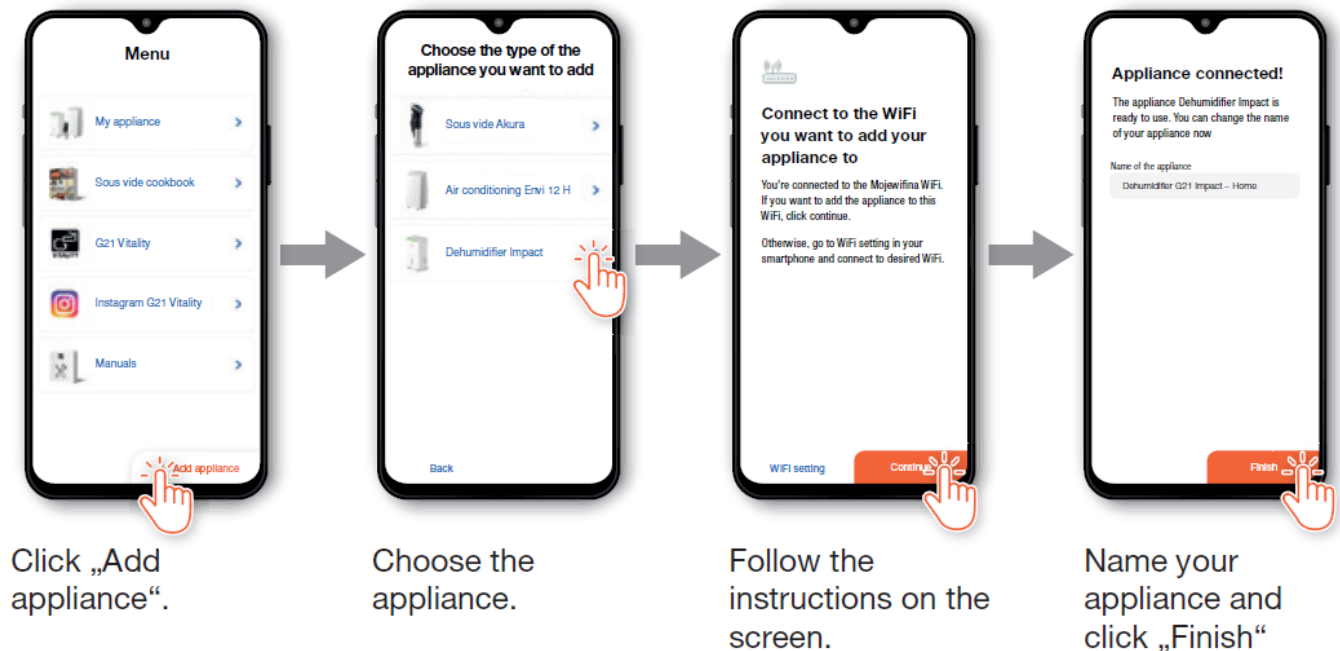 Menu
My appliance
Sous vide cookbook
G21 Vitality
Instagram G21 Vitality
Manuals
Add appliance
Click „Add
appliance“.
Choose the type of the
appliance you want to add
Sous vide Akura
Air conditioning Envi 12 H
Dehumidifier Impact
Back
Choose the
appliance.
Connect to the WiFi
you want to add your
appliance to
You're connected to the Mojewifina WiFi.
If you want to add the appliance to this
WiFi, click continue.
Otherwise, go to WiFi setting in your
smartphone and connect to desired WiFi.
WiFi setting
Continue
Follow the
instructions on the
screen.
Appliance connected!
The appliance Dehumidifier Impact is
ready to use. You can change the name
of your appliance now
Name of the appliance
Dehumidifier G21 Impact – Home
Finish
Name your
appliance and
click „Finish“